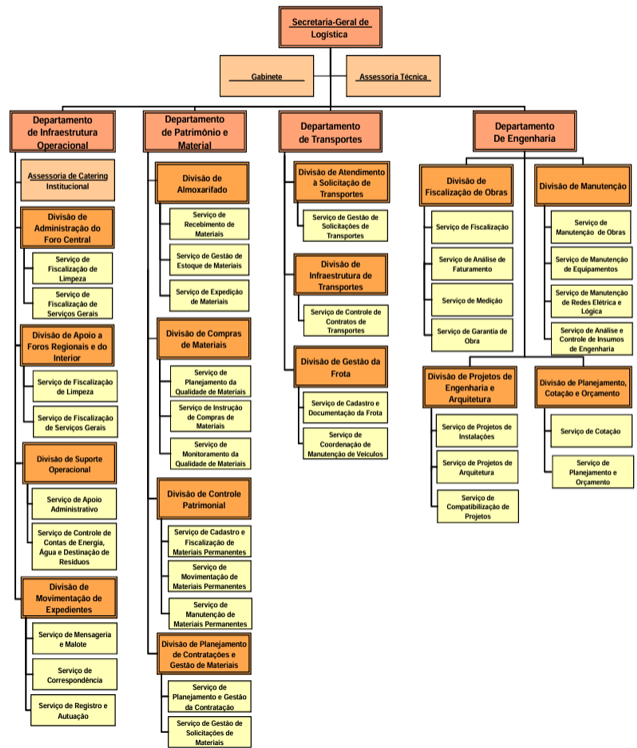 Secretaria-Geral de
Logística
Gabinete
Assessoria Técnica
Departamento
de Infraestrutura
Operacional
Assessoria de Catering
Institucional
Divisão de
Administração do
Foro Central
Serviço de
Fiscalização de
Limpeza
Serviço de
Fiscalização de
Serviços Gerais
Divisão de Apoio a
Foros Regionais e do
Interior
Serviço de Fiscalização
de Limpeza
Serviço de Fiscalização
de Serviços Gerais
Divisão de Suporte
Operacional
Serviço de Apoio
Administrativo
Serviço de Controle de
Contas de Energia,
Água e Destinação de
Resíduos
Divisão de
Movimentação de
Expedientes
Serviço de Mensageria
e Malote
Serviço de
Correspondência
Serviço de Registro e
Autuação
Departamento
de Patrimônio e
Material
Divisão de
Almoxarifado
Serviço de
Recebimento de
Materiais
Serviço de Gestão de
Estoque de Materiais
Serviço de Expedição
de Materiais
Divisão de Compras
de Materiais
Serviço de
Planejamento da
Qualidade de Materiais
Serviço de Instrução
de Compras de
Materiais
Serviço de
Monitoramento da
Qualidade de Materiais
Divisão de Controle
Patrimonial
Serviço de Cadastro e
Fiscalização de
Materiais Permanentes
Serviço de
Movimentação de
Materiais Permanentes
Serviço de
Manutenção de
Materiais Permanentes
Divisão de Planejamento
de Contratações e
Gestão de Materiais
Serviço de
Planejamento e Gestão
da Contratação
Serviço de Gestão de
Solicitações de
Materiais
Departamento
de Transportes
Divisão de Atendimento
à Solicitação de
Transportes
Serviço de Gestão de
Solicitações de
Transportes
Divisão de
Infraestrutura de
Transportes
Serviço de Controle de
Contratos de
Transportes
Divisão de Gestão da
Frota
Serviço de Cadastro e
Documentação da Frota
Serviço de
Coordenação de
Manutenção de Veículos
Departamento
De Engenharia
Divisão de
Fiscalização de Obras
Serviço de Fiscalização
Serviço de Análise de
Faturamento
Serviço de Medição
Serviço de Garantia de
Obra
Divisão de Manutenção
Serviço de
Manutenção de Obras
Serviço de Manutenção
de Equipamentos
Serviço de Manutenção
de Redes Elétrica e
Lógica
Serviço de Análise e
Controle de Insumos
de Engenharia
Divisão de Projetos de
Engenharia e
Arquitetura
Serviço de Projetos de
Instalações
Serviço de Projetos de
Arquitetura
Serviço de
Compatibilização de
Projetos
Divisão de Planejamento,
Cotação e Orçamento
Serviço de Cotação
Serviço de
Planejamento e
Orçamento